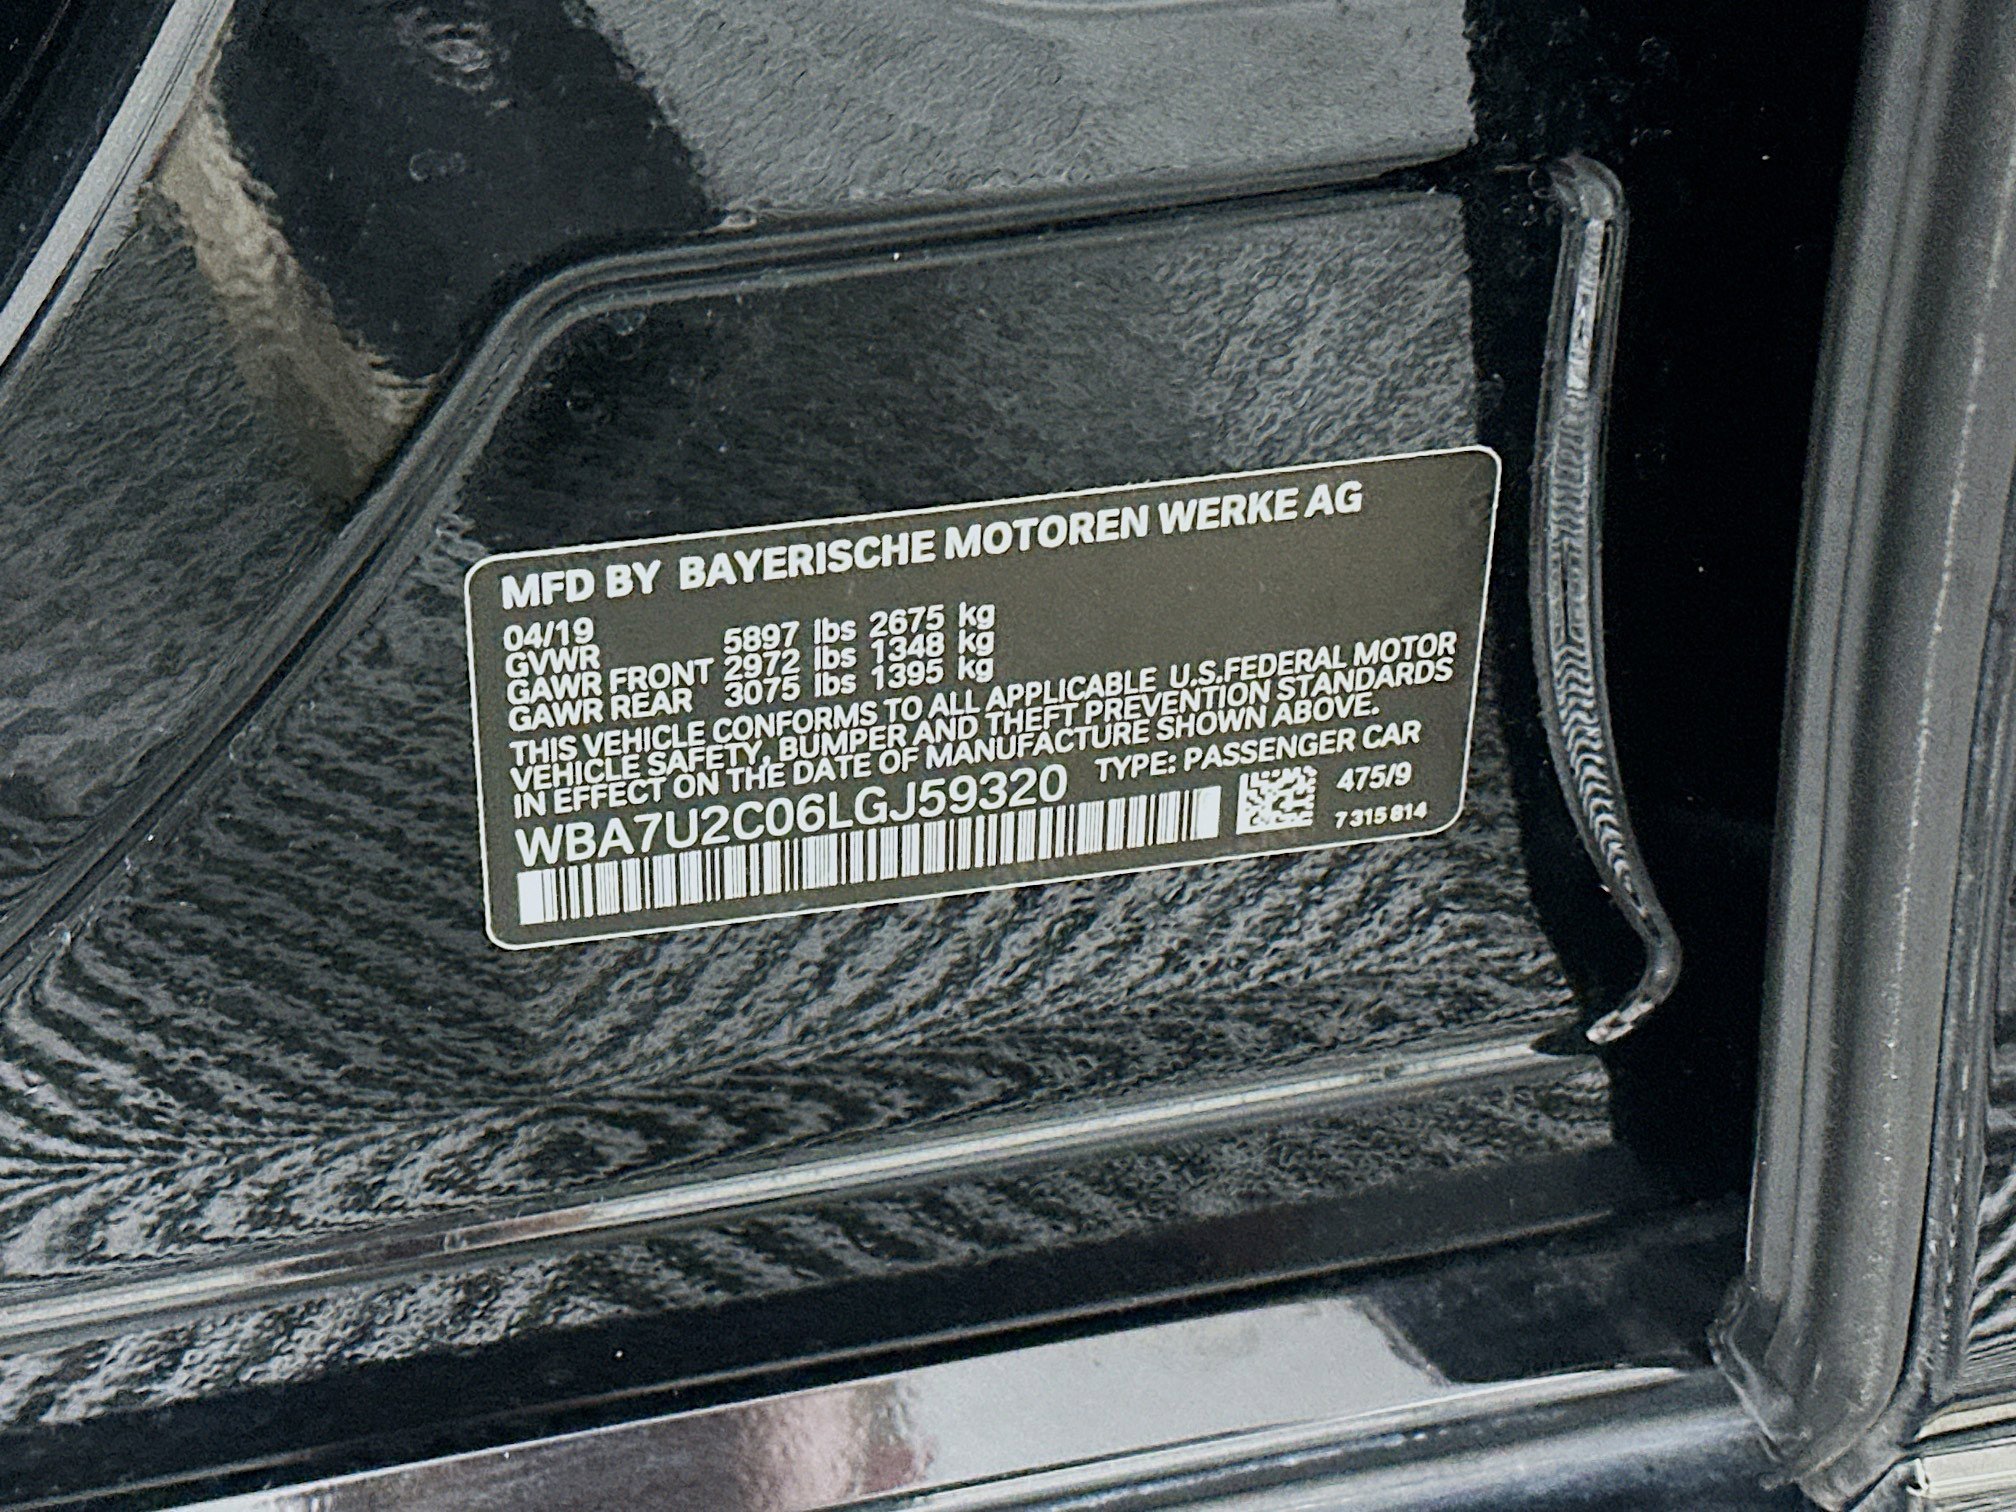 MFD BY BAYERISCHE MOTOREN WERKE AG
04/19
GVWR 5897 lbs 2675 kg
GAWR FRONT 2972 lbs 1348 kg
GAWR REAR 3075 lbs 1395 kg
THIS VEHICLE CONFORMS TO ALL APPLICABLE U.S.FEDERAL MOTOR
VEHICLE SAFETY, BUMPER AND THEFT PREVENTION STANDARDS
IN EFFECT ON THE DATE OF MANUFACTURE SHOWN ABOVE.
WBA7U2C06LGJ59320 TYPE: PASSENGER CAR
475/9
7 315 814